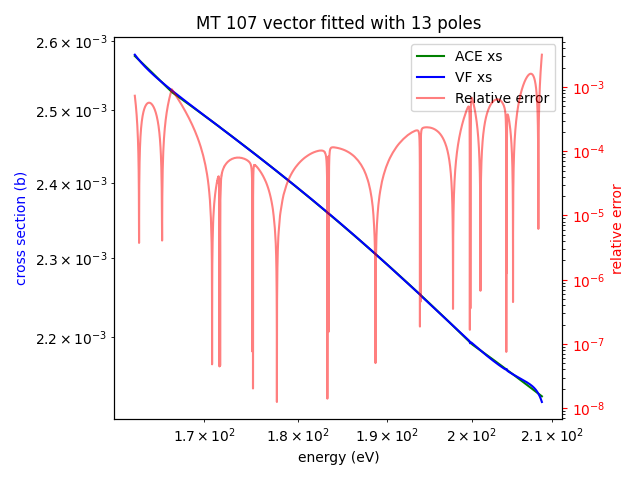 MT 107 vector fitted with 13 poles
ACE xs
VF xs
Relative error
2.6 × 10⁻³
2.5 × 10⁻³
2.4 × 10⁻³
2.3 × 10⁻³
2.2 × 10⁻³
cross section (b)
10⁻³
10⁻⁴
10⁻⁵
10⁻⁶
10⁻⁷
10⁻⁸
relative error
1.7 × 10² 1.8 × 10² 1.9 × 10² 2 × 10² 2.1 × 10²
energy (eV)